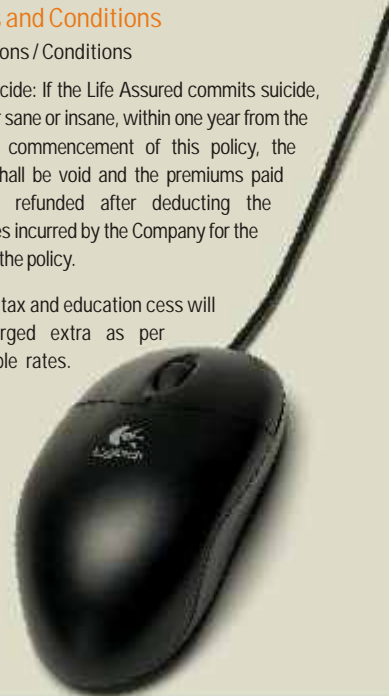 s and Conditions
ons / Conditions
cide: If the Life Assured commits suicide,
r sane or insane, within one year from the
commencement of this policy, the
hall be void and the premiums paid
refunded after deducting the
es incurred by the Company for the
the policy.
tax and education cess will
rged extra as per
ble rates.
Logitech